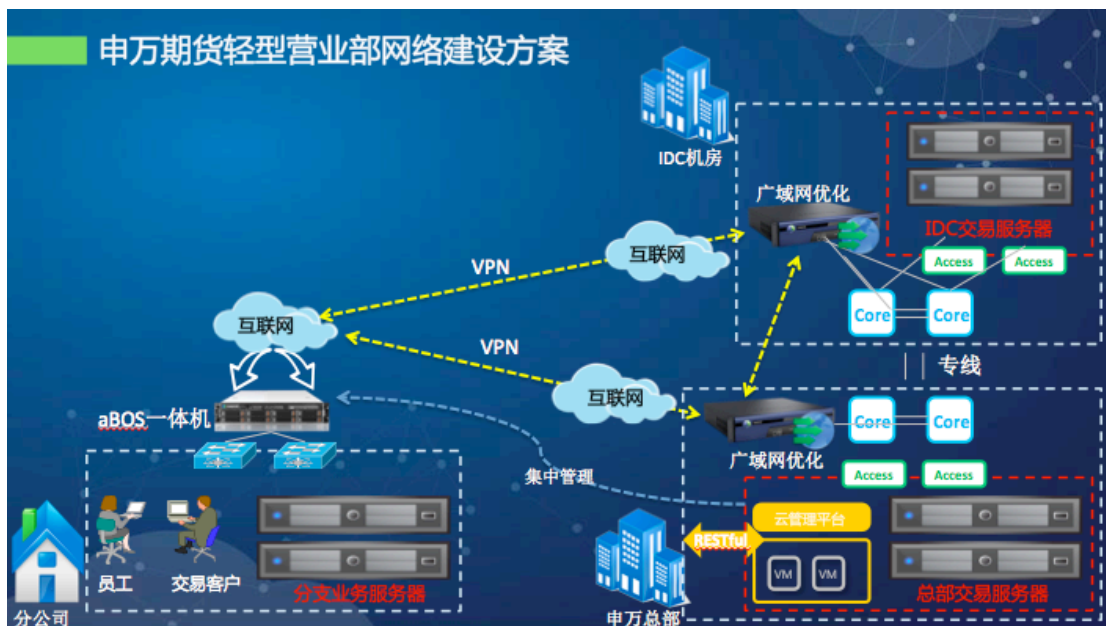 申万期货轻型营业部网络建设方案
IDC机房
广域网优化
IDC交易服务器
Access
Access
互联网
VPN
Core
Core
互联网
VPN
专线
互联网
aBOS一体机
Core
Core
广域网优化
集中管理
Access
Access
云管理平台
RESTful
VM
VM
员工
交易客户
分支业务服务器
总部交易服务器
分公司
申万总部